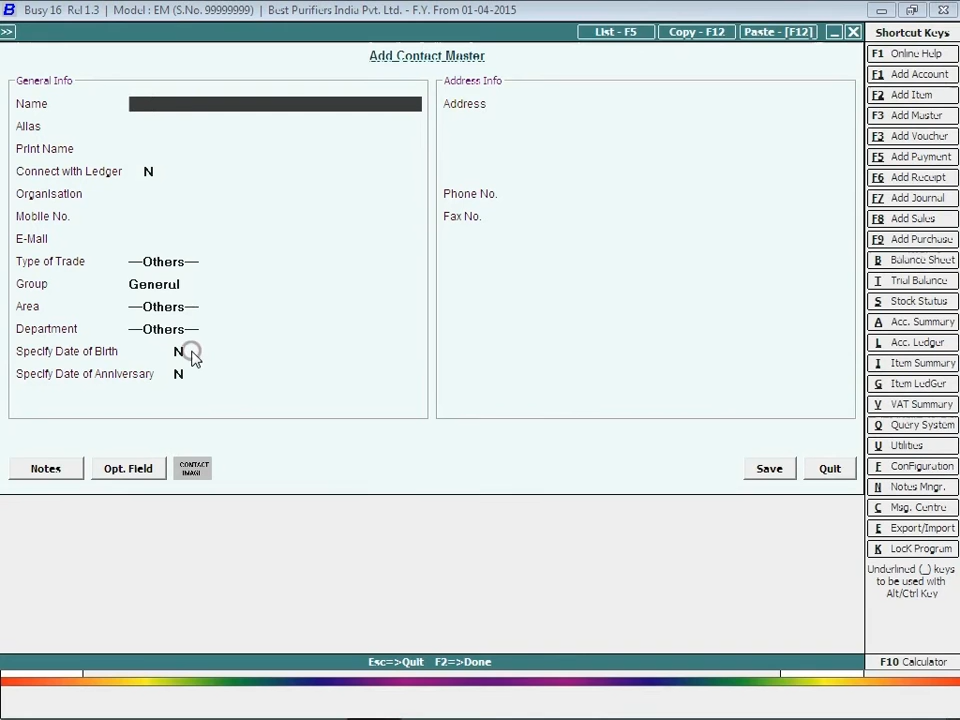 Busy 16 Rel 1.3 | Model : EM (S.No. 99999999) | Best Purifiers India Pvt. Ltd. - F.Y. From 01-04-2015
>>
List - F5
Copy - F12
Paste - [F12]
Add Contact Master
General Info
Name
Alias
Print Name
Connect with Ledger N
Organisation
Mobile No.
E-Mail
Type of Trade ---Others---
Group General
Area ---Others---
Department ---Others---
Specify Date of Birth N
Specify Date of Anniversary N
Address Info
Address
Phone No.
Fax No.
Notes
Opt. Field
CONTACT
IMAGE
Save
Quit
Shortcut Keys
F1 Online Help
F1 Add Account
F2 Add Item
F3 Add Master
F3 Add Voucher
F5 Add Payment
F6 Add Receipt
F7 Add Journal
F8 Add Sales
F9 Add Purchase
B Balance Sheet
T Trial Balance
S Stock Status
A Acc. Summary
L Acc. Ledger
I Item Summary
G Item LedGer
V VAT Summary
Q Query System
U Utilities
F ConFiguration
N Notes Mngr.
C Msg. Centre
E Export/Import
K LocK Program
Underlined (_) keys
to be used with
Alt/Ctrl Key
Esc=>Quit F2=>Done
F10 Calculator